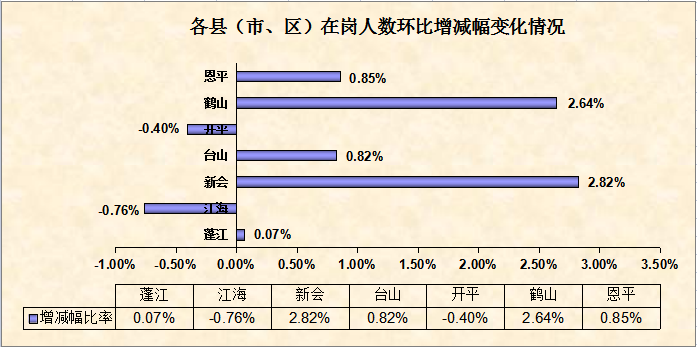 各县（市、区）在岗人数环比增减幅变化情况
恩平 0.85%
鹤山 2.64%
-0.40% 开平
台山 0.82%
新会 2.82%
-0.76% 江海
蓬江 0.07%
-1.00% -0.50% 0.00% 0.50% 1.00% 1.50% 2.00% 2.50% 3.00% 3.50%
蓬江 江海 新会 台山 开平 鹤山 恩平
增减幅比率 0.07% -0.76% 2.82% 0.82% -0.40% 2.64% 0.85%